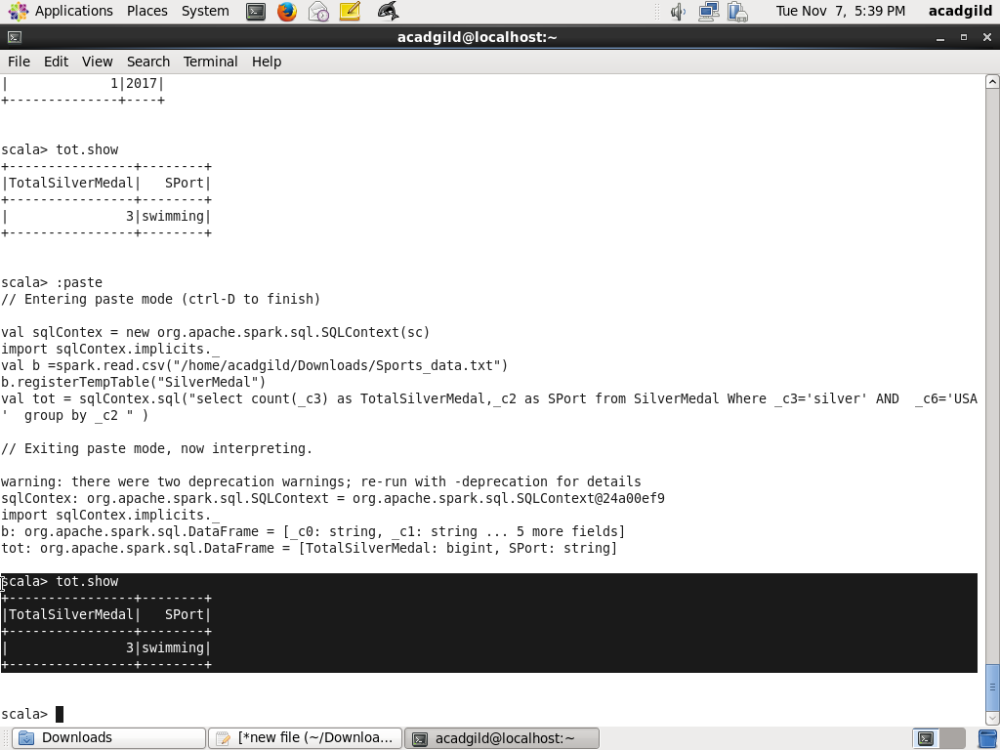 Applications Places System Tue Nov 7, 5:39 PM acadgild
acadgild@localhost:~
File Edit View Search Terminal Help
|             1|2017|
+--------------+----+
scala> tot.show
+----------------+--------+
|TotalSilverMedal|   SPort|
+----------------+--------+
|               3|swimming|
+----------------+--------+
scala> :paste
// Entering paste mode (ctrl-D to finish)
val sqlContex = new org.apache.spark.sql.SQLContext(sc)
import sqlContex.implicits._
val b =spark.read.csv("/home/acadgild/Downloads/Sports_data.txt")
b.registerTempTable("SilverMedal")
val tot = sqlContex.sql("select count(_c3) as TotalSilverMedal,_c2 as SPort from SilverMedal Where _c3='silver' AND  _c6='USA
'  group by _c2 " )
// Exiting paste mode, now interpreting.
warning: there were two deprecation warnings; re-run with -deprecation for details
sqlContex: org.apache.spark.sql.SQLContext = org.apache.spark.sql.SQLContext@24a00ef9
import sqlContex.implicits._
b: org.apache.spark.sql.DataFrame = [_c0: string, _c1: string ... 5 more fields]
tot: org.apache.spark.sql.DataFrame = [TotalSilverMedal: bigint, SPort: string]
scala> tot.show
+----------------+--------+
|TotalSilverMedal|   SPort|
+----------------+--------+
|               3|swimming|
+----------------+--------+
scala>
Downloads [*new file (~/Downloa... acadgild@localhost:~